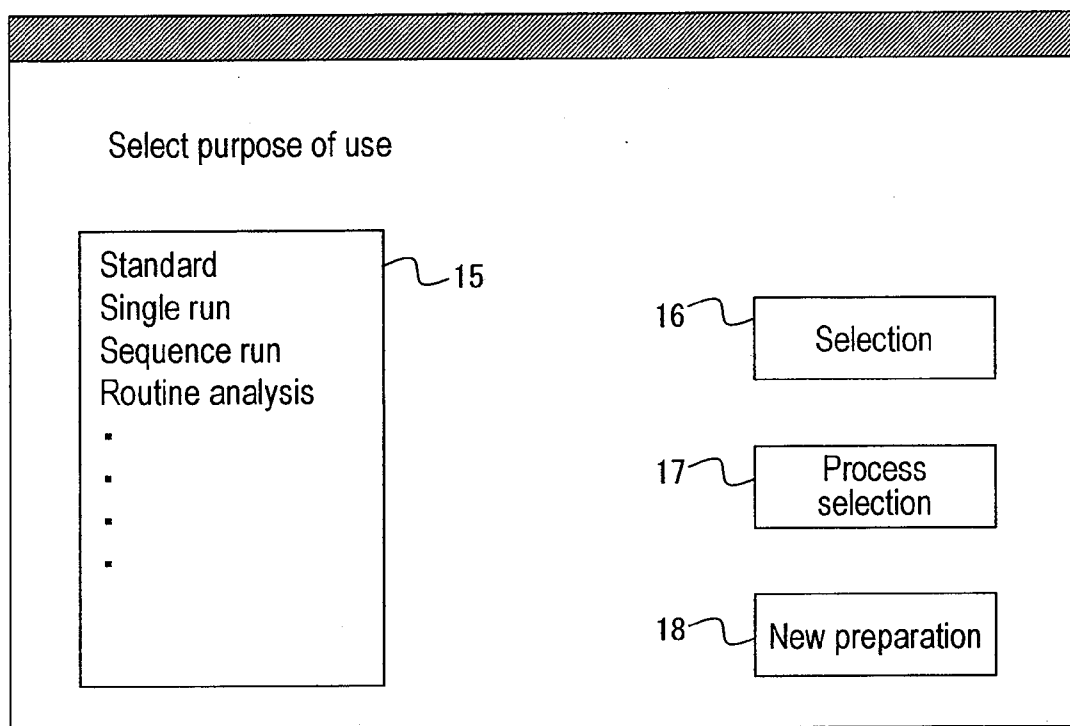 Select purpose of use
Standard
Single run
Sequence run
Routine analysis
15
16
Selection
17
Process
selection
18
New preparation